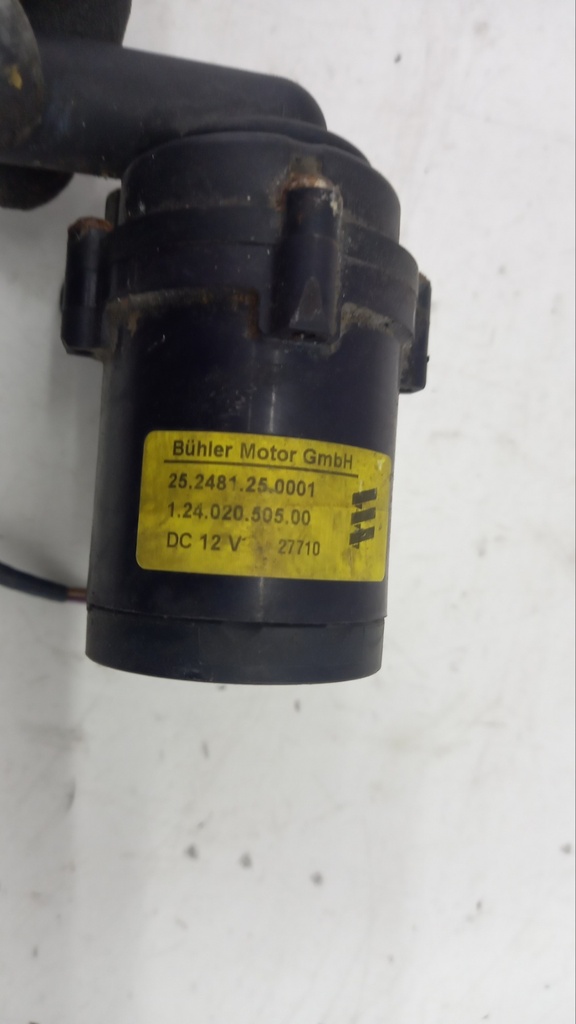 Bühler Motor GmbH
25.2481.25.0001
1.24.020.505.00
DC 12 V 27710